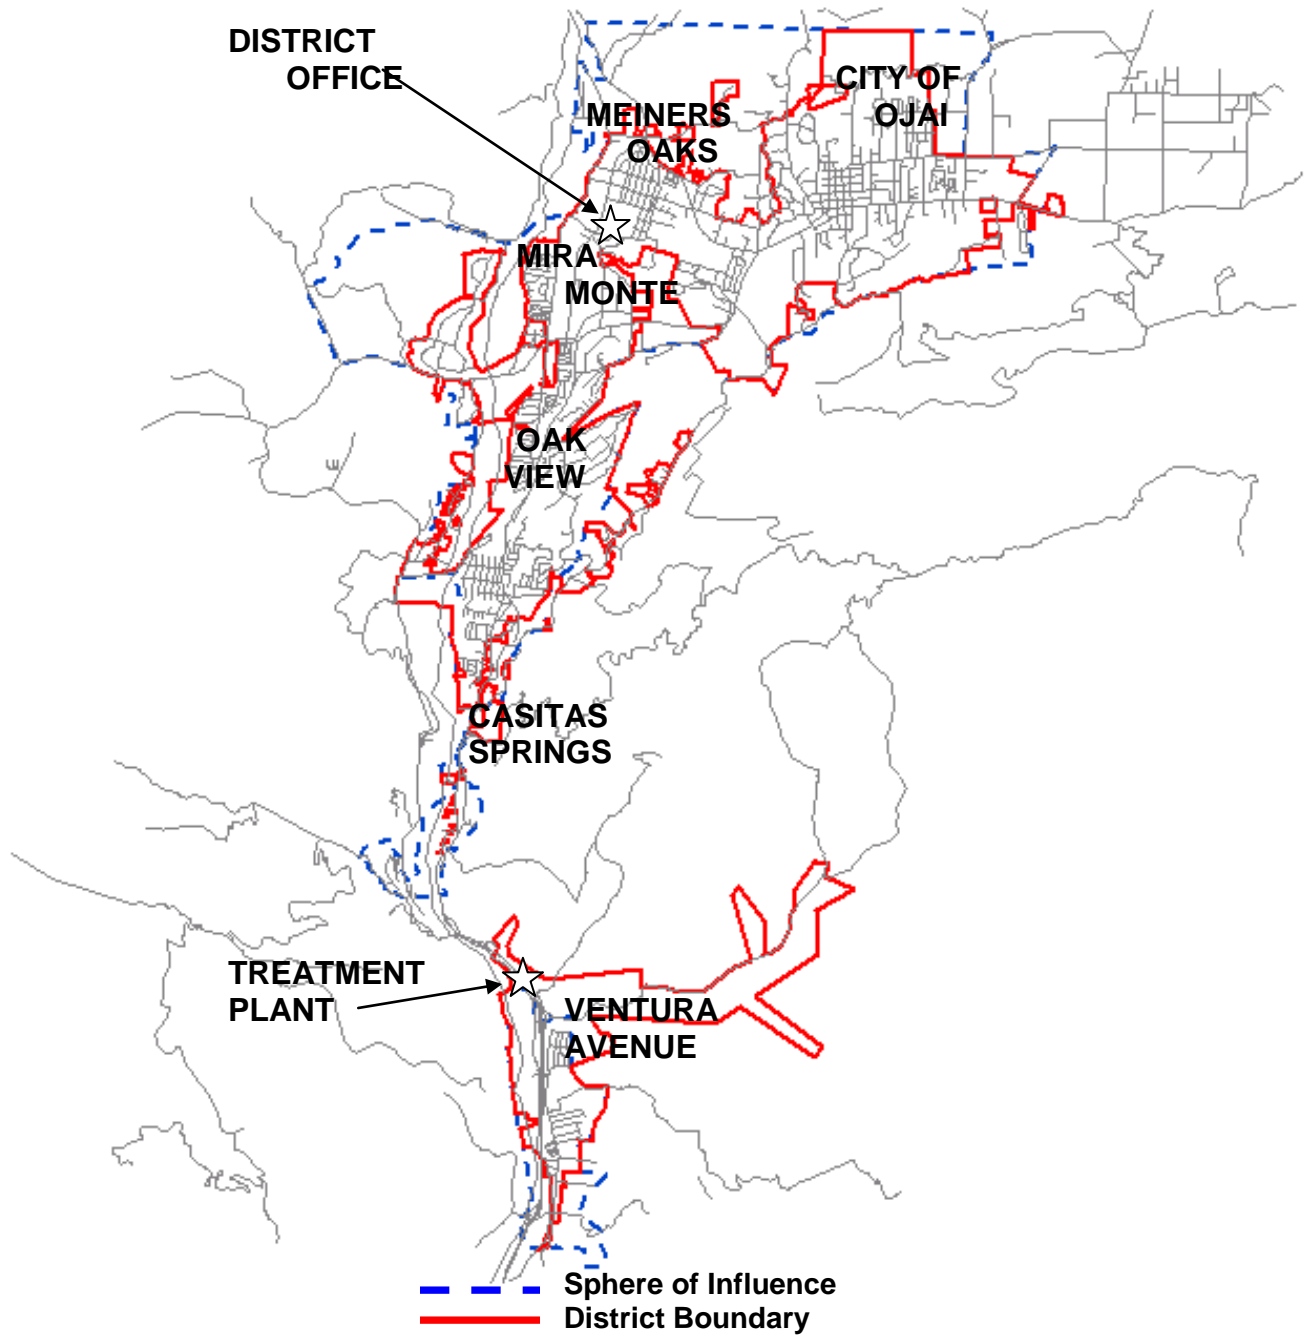 DISTRICT
OFFICE
CITY OF
OJAI
MEINERS
OAKS
MIRA
MONTE
OAK
VIEW
CASITAS
SPRINGS
TREATMENT
PLANT
VENTURA
AVENUE
Sphere of Influence
District Boundary